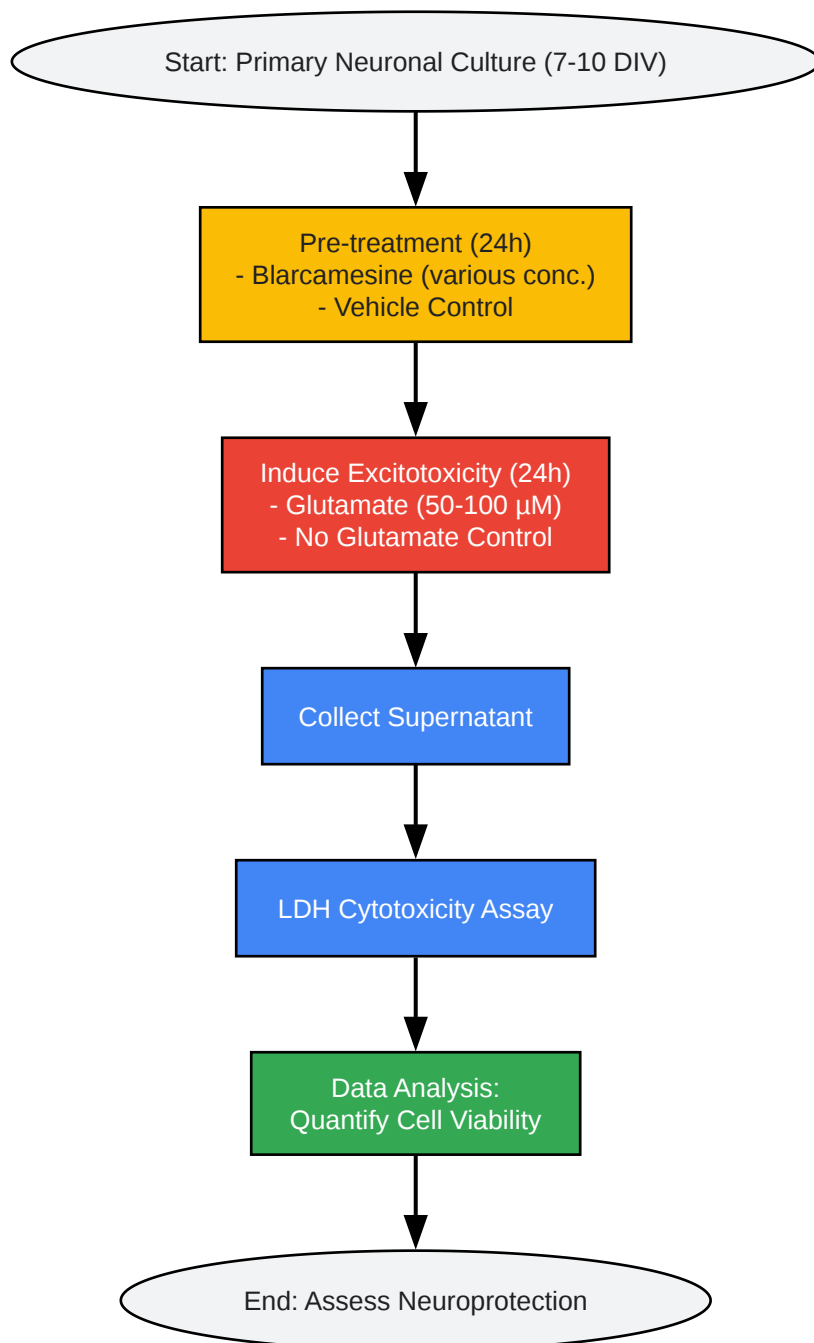 Start: Primary Neuronal Culture (7-10 DIV)
Pre-treatment (24h)
- Blarcamesine (various conc.)
- Vehicle Control
Induce Excitotoxicity (24h)
- Glutamate (50-100 µM)
- No Glutamate Control
Collect Supernatant
LDH Cytotoxicity Assay
Data Analysis:
Quantify Cell Viability
End: Assess Neuroprotection